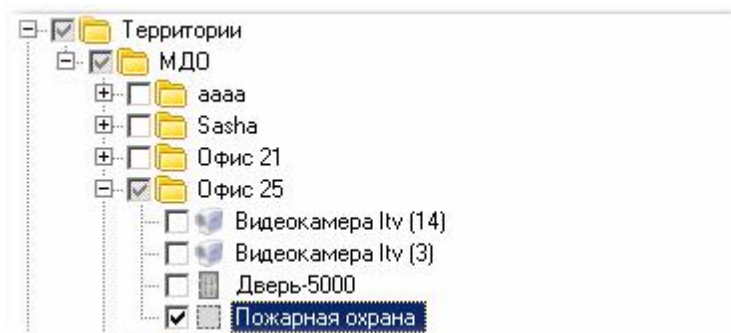 Территории
МДО
аааа
Sasha
Офис 21
Офис 25
Видеокамера Itv (14)
Видеокамера Itv (3)
Дверь-5000
Пожарная охрана